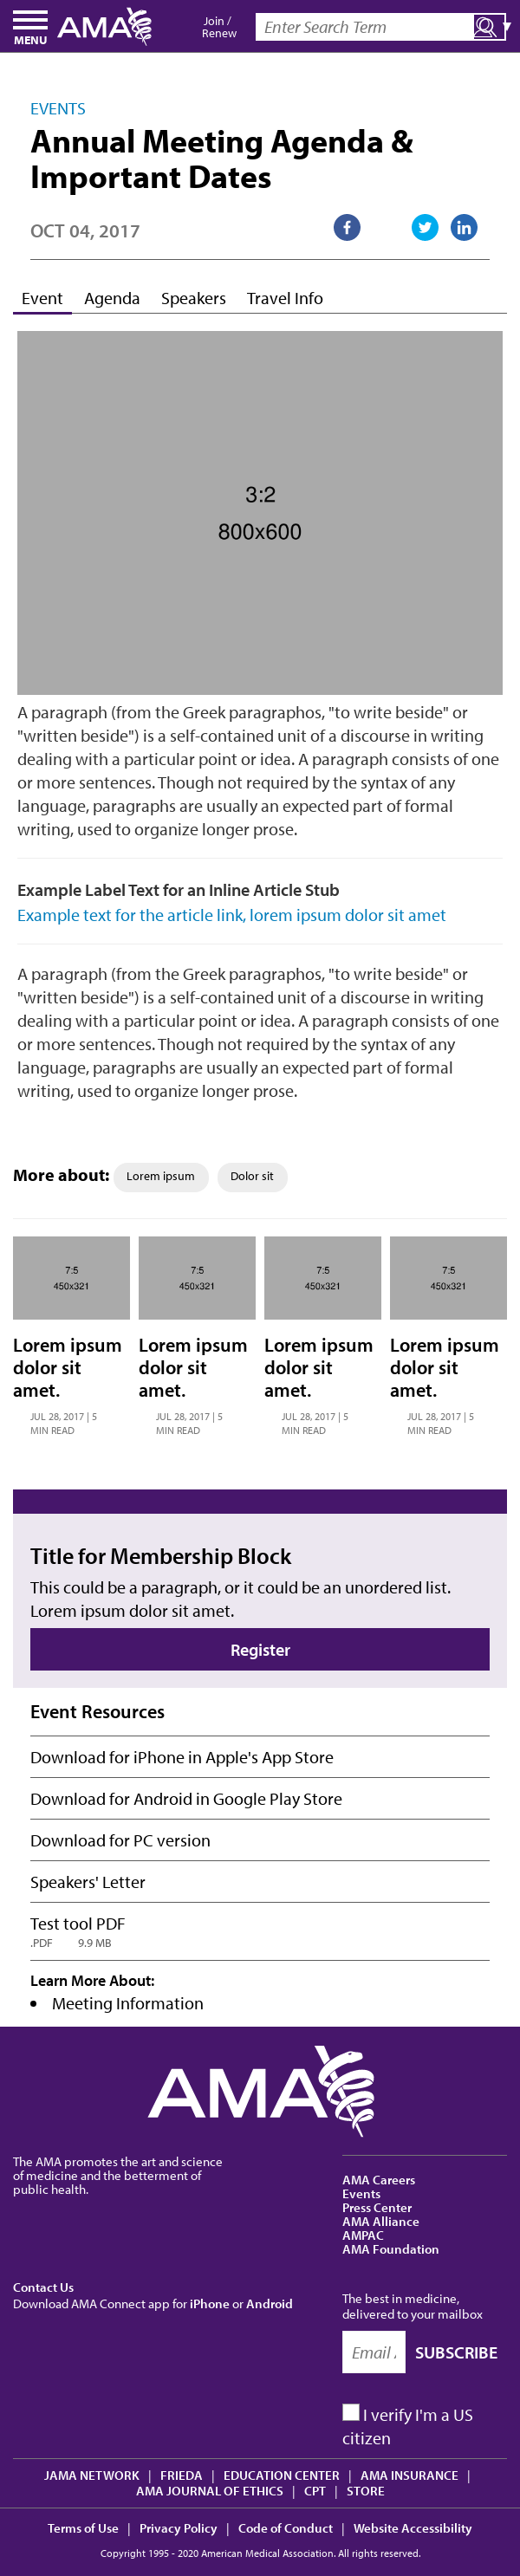 MENU
AMA
Join /
Renew
Enter Search Term
EVENTS
Annual Meeting Agenda &
Important Dates
OCT 04, 2017
Event
Agenda
Speakers
Travel Info
3:2
800x600
A paragraph (from the Greek paragraphos, "to write beside" or
"written beside") is a self-contained unit of a discourse in writing
dealing with a particular point or idea. A paragraph consists of one
or more sentences. Though not required by the syntax of any
language, paragraphs are usually an expected part of formal
writing, used to organize longer prose.
Example Label Text for an Inline Article Stub
Example text for the article link, lorem ipsum dolor sit amet
A paragraph (from the Greek paragraphos, "to write beside" or
"written beside") is a self-contained unit of a discourse in writing
dealing with a particular point or idea. A paragraph consists of one
or more sentences. Though not required by the syntax of any
language, paragraphs are usually an expected part of formal
writing, used to organize longer prose.
More about: Lorem ipsum Dolor sit
7:5
450x321
Lorem ipsum
dolor sit
amet.
JUL 28, 2017 | 5
MIN READ
7:5
450x321
Lorem ipsum
dolor sit
amet.
JUL 28, 2017 | 5
MIN READ
7:5
450x321
Lorem ipsum
dolor sit
amet.
JUL 28, 2017 | 5
MIN READ
7:5
450x321
Lorem ipsum
dolor sit
amet.
JUL 28, 2017 | 5
MIN READ
Title for Membership Block
This could be a paragraph, or it could be an unordered list.
Lorem ipsum dolor sit amet.
Register
Event Resources
Download for iPhone in Apple's App Store
Download for Android in Google Play Store
Download for PC version
Speakers' Letter
Test tool PDF
.PDF 9.9 MB
Learn More About:
• Meeting Information
AMA
The AMA promotes the art and science
of medicine and the betterment of
public health.
AMA Careers
Events
Press Center
AMA Alliance
AMPAC
AMA Foundation
Contact Us
Download AMA Connect app for iPhone or Android
The best in medicine,
delivered to your mailbox
Email
SUBSCRIBE
I verify I'm a US
citizen
JAMA NETWORK | FRIEDA | EDUCATION CENTER | AMA INSURANCE |
AMA JOURNAL OF ETHICS | CPT | STORE
Terms of Use | Privacy Policy | Code of Conduct | Website Accessibility
Copyright 1995 - 2020 American Medical Association. All rights reserved.